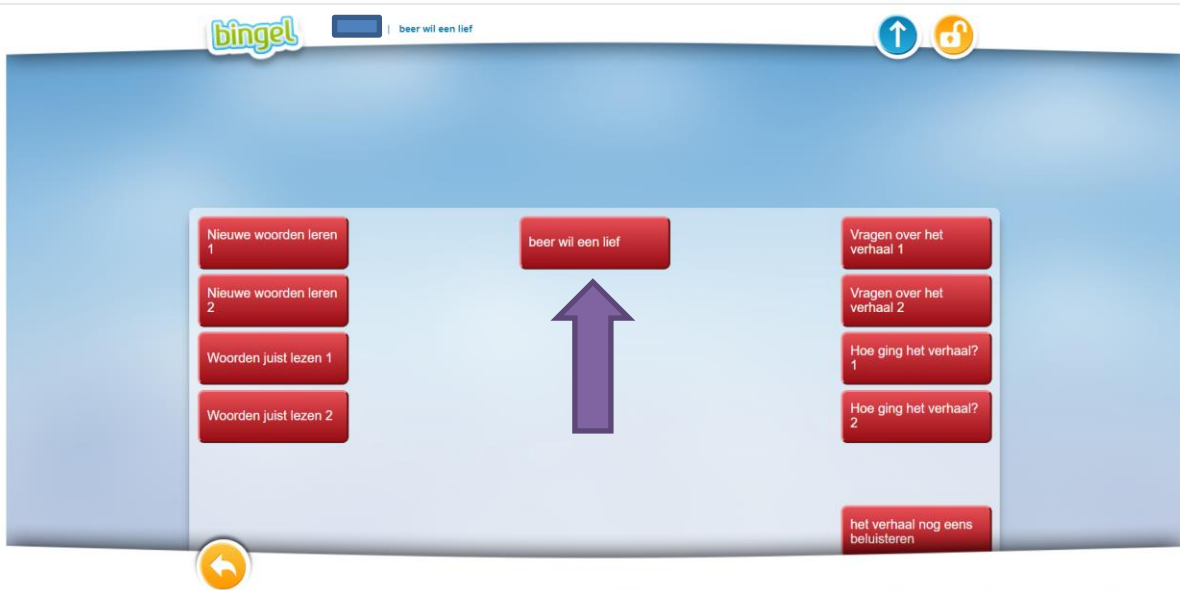 bingel
| beer wil een lief
Nieuwe woorden leren
1
Nieuwe woorden leren
2
Woorden juist lezen 1
Woorden juist lezen 2
beer wil een lief
Vragen over het
verhaal 1
Vragen over het
verhaal 2
Hoe ging het verhaal?
1
Hoe ging het verhaal?
2
het verhaal nog eens
beluisteren